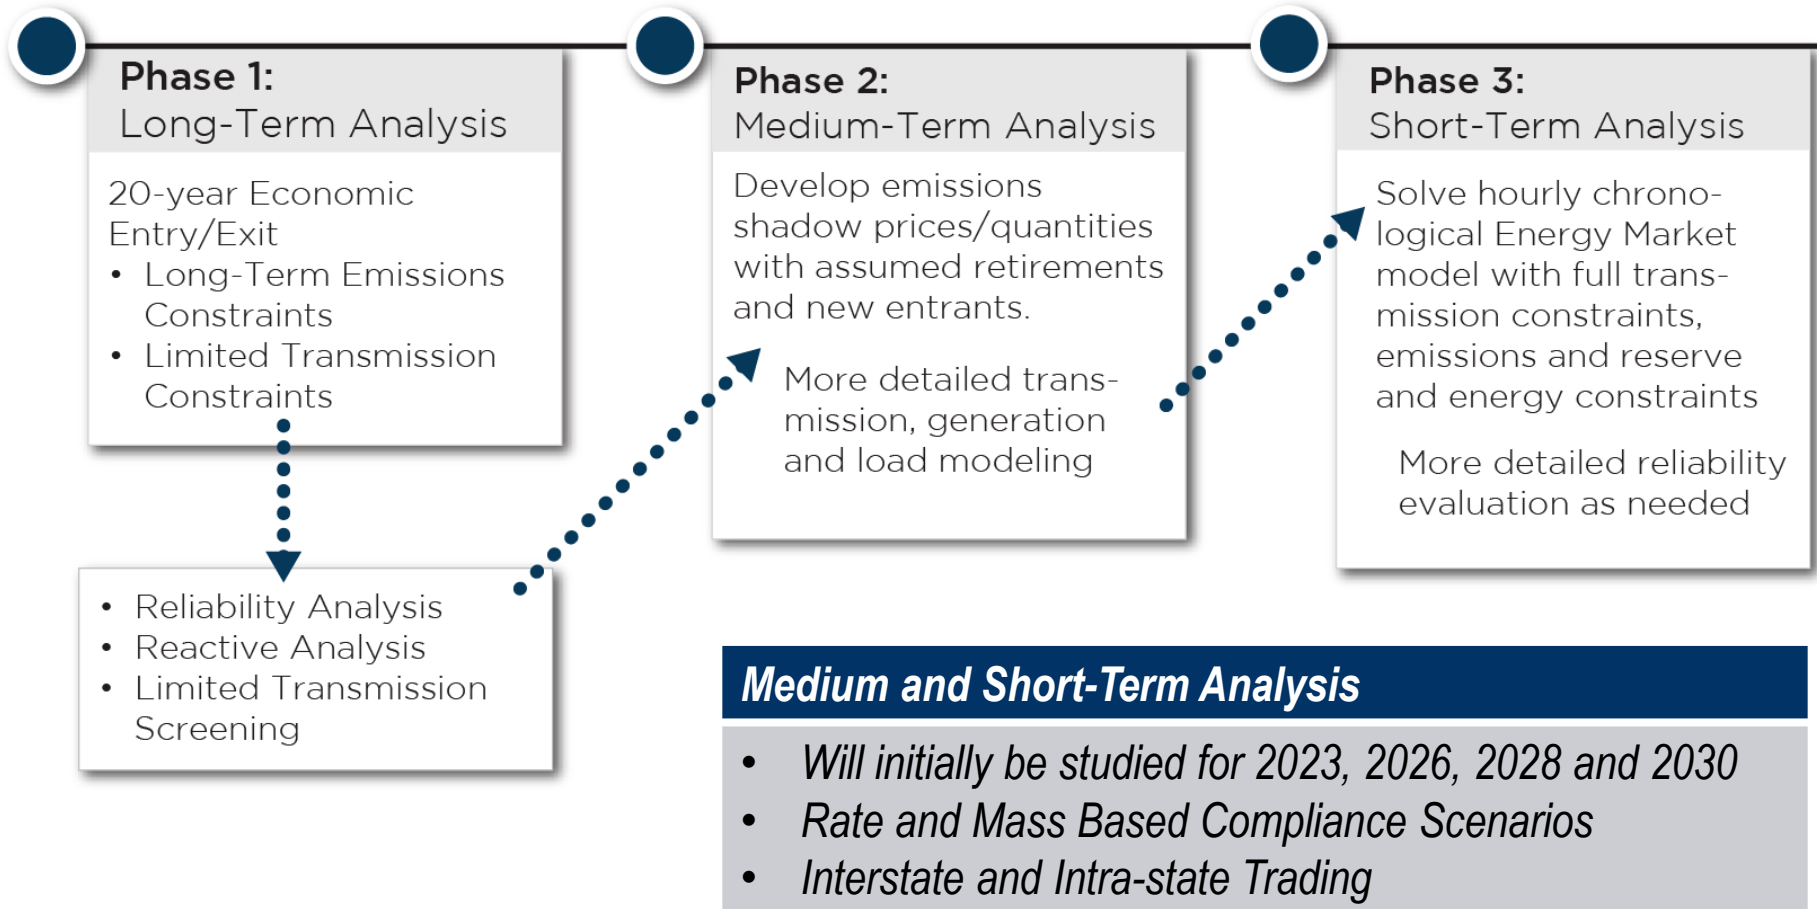 Phase 1:
Long-Term Analysis
20-year Economic
Entry/Exit
• Long-Term Emissions
Constraints
• Limited Transmission
Constraints
• Reliability Analysis
• Reactive Analysis
• Limited Transmission
Screening
Phase 2:
Medium-Term Analysis
Develop emissions
shadow prices/quantities
with assumed retirements
and new entrants.
More detailed trans-
mission, generation
and load modeling
Phase 3:
Short-Term Analysis
Solve hourly chrono-
logical Energy Market
model with full trans-
mission constraints,
emissions and reserve
and energy constraints
More detailed reliability
evaluation as needed
Medium and Short-Term Analysis
• Will initially be studied for 2023, 2026, 2028 and 2030
• Rate and Mass Based Compliance Scenarios
• Interstate and Intra-state Trading